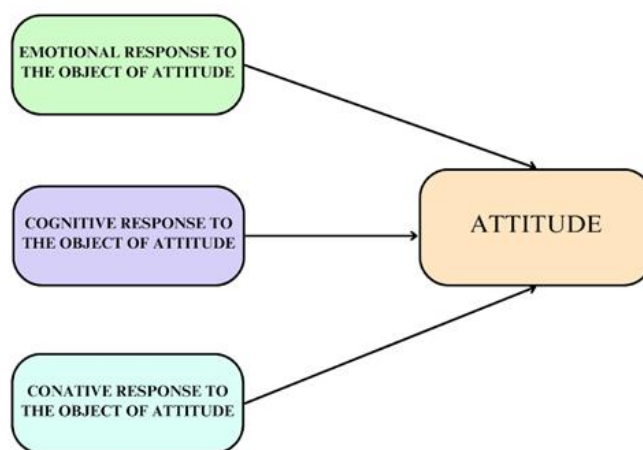 EMOTIONAL RESPONSE TO
THE OBJECT OF ATTITUDE
COGNITIVE RESPONSE TO
THE OBJECT OF ATTITUDE
ATTITUDE
CONATIVE RESPONSE TO
THE OBJECT OF ATTITUDE